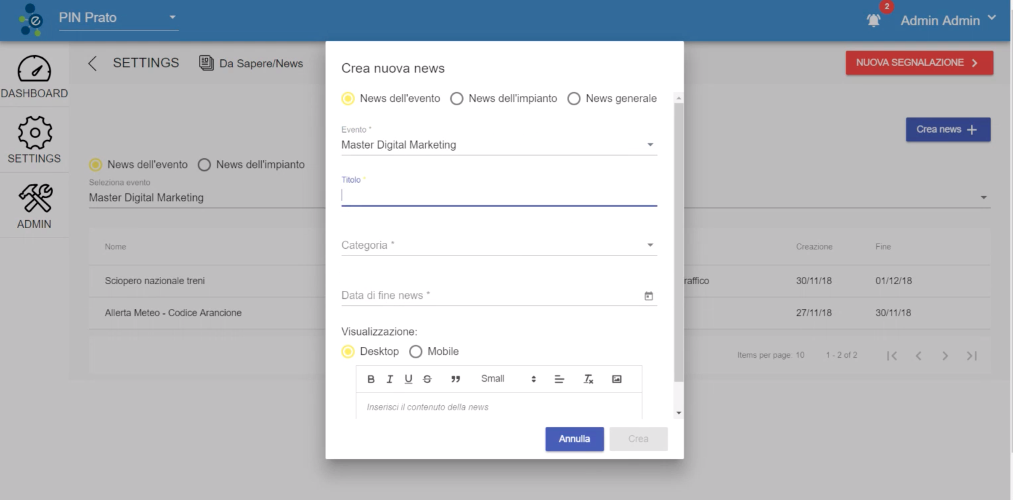 PIN Prato
2
Admin Admin
DASHBOARD
SETTINGS
ADMIN
SETTINGS
Da Sapere/News
NUOVA SEGNALAZIONE
Crea news
News dell'evento
News dell'impianto
Seleziona evento
Master Digital Marketing
Nome
Creazione
Fine
Sciopero nazionale treni
30/11/18
01/12/18
Allerta Meteo - Codice Arancione
27/11/18
30/11/18
Items per page: 10
1 - 2 of 2
Crea nuova news
News dell'evento
News dell'impianto
News generale
Evento *
Master Digital Marketing
Titolo *
Categoria *
Data di fine news *
Visualizzazione:
Desktop
Mobile
B I U S
Small
Inserisci il contenuto della news
Annulla
Crea